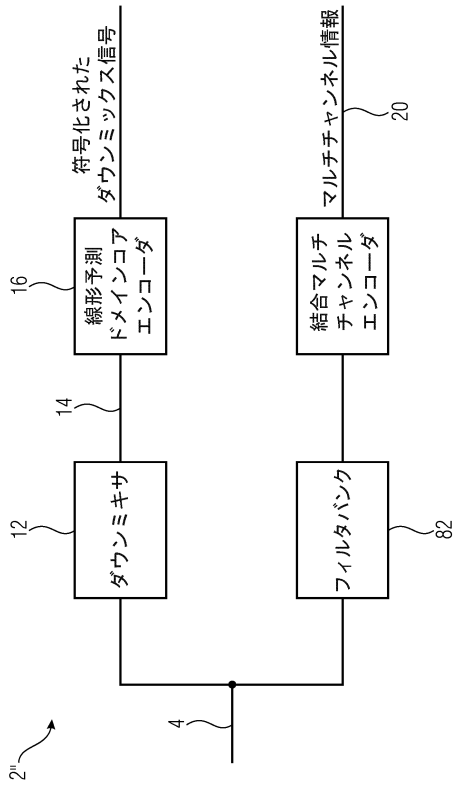 2"
4
12
ダウンミキサ
14
16
線形予測
ドメインコア
エンコーダ
符号化された
ダウンミックス信号
82
フィルタバンク
結合マルチ
チャンネル
エンコーダ
マルチチャンネル情報
20